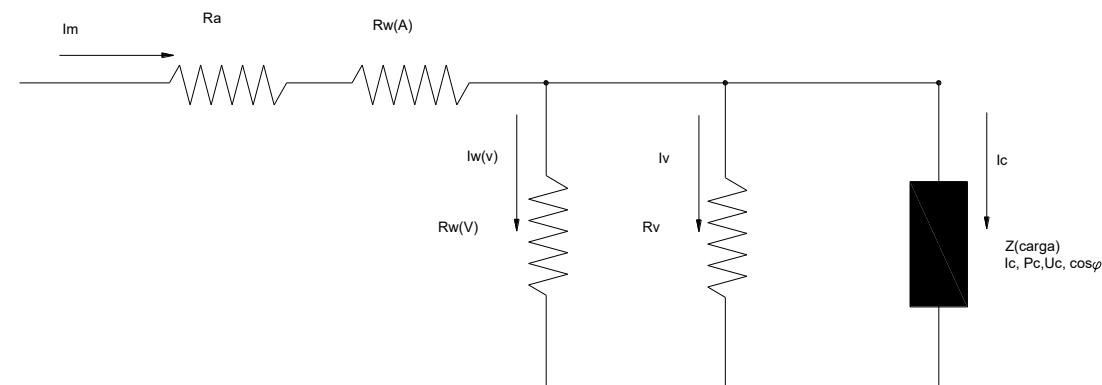 Im
Ra
Rw(A)
Iw(v)
Iv
Ic
Rw(V)
Rv
Z(carga)
Ic, Pc,Uc, cosφ